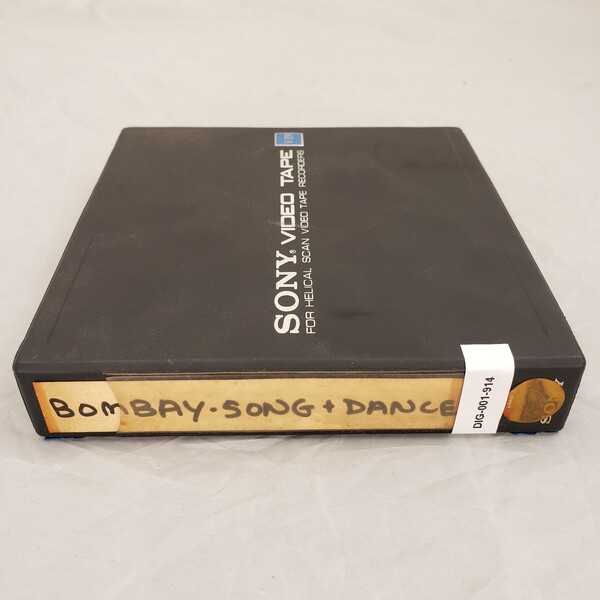 SONY® VIDEO TAPE
FOR HELICAL SCAN VIDEO TAPE RECORDERS
BOMBAY·SONG + DANCE
DIG-001-914